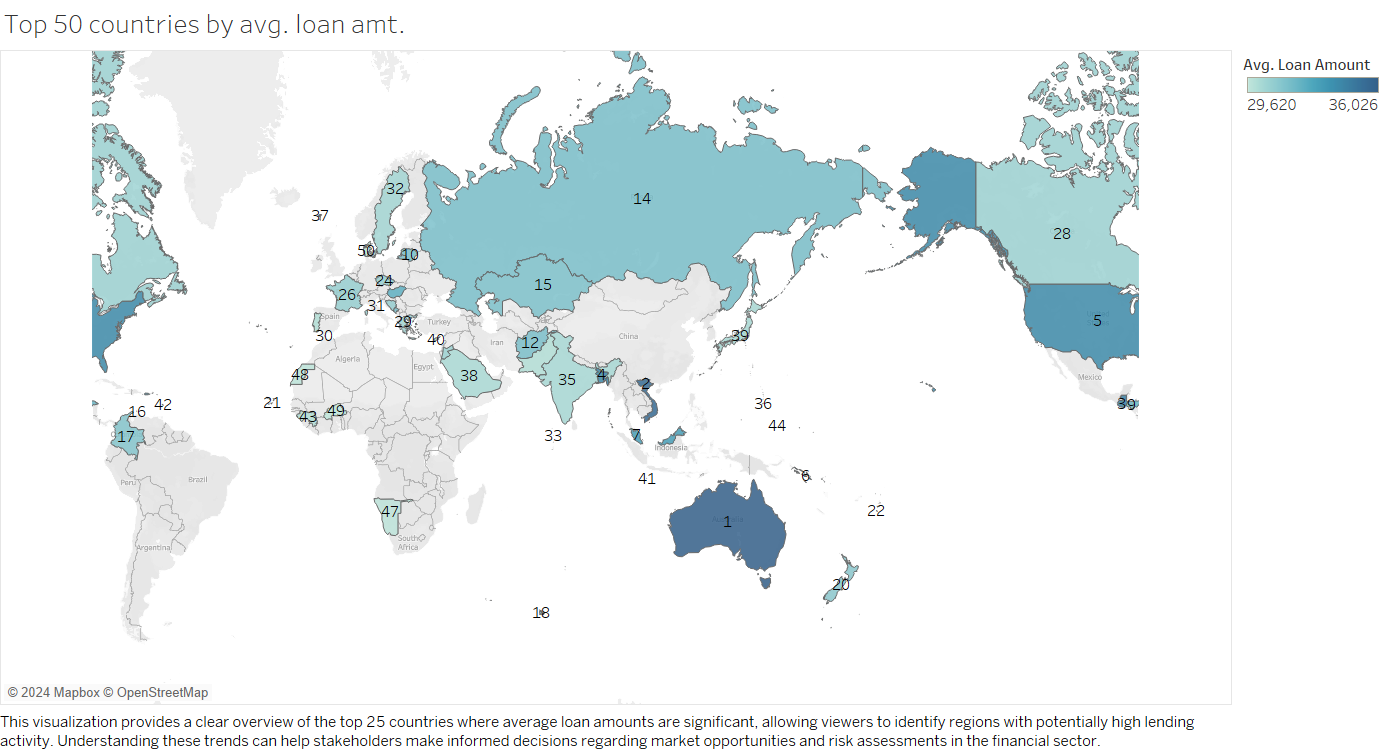 Top 50 countries by avg. loan amt.
Avg. Loan Amount
29,620 36,026
14
32
37
28
50
10
24
15
26
31
29
5
Spain
Turkey
30
40
12
39
China
Iran
Algeria
Egypt
48
38
35
4
2
Mexico
21
36
39
16
42
43
49
44
17
33
7
Indonesia
41
6
Peru
Brazil
47
1
22
South
Africa
Argentina
20
18
© 2024 Mapbox © OpenStreetMap
This visualization provides a clear overview of the top 25 countries where average loan amounts are significant, allowing viewers to identify regions with potentially high lending
activity. Understanding these trends can help stakeholders make informed decisions regarding market opportunities and risk assessments in the financial sector.